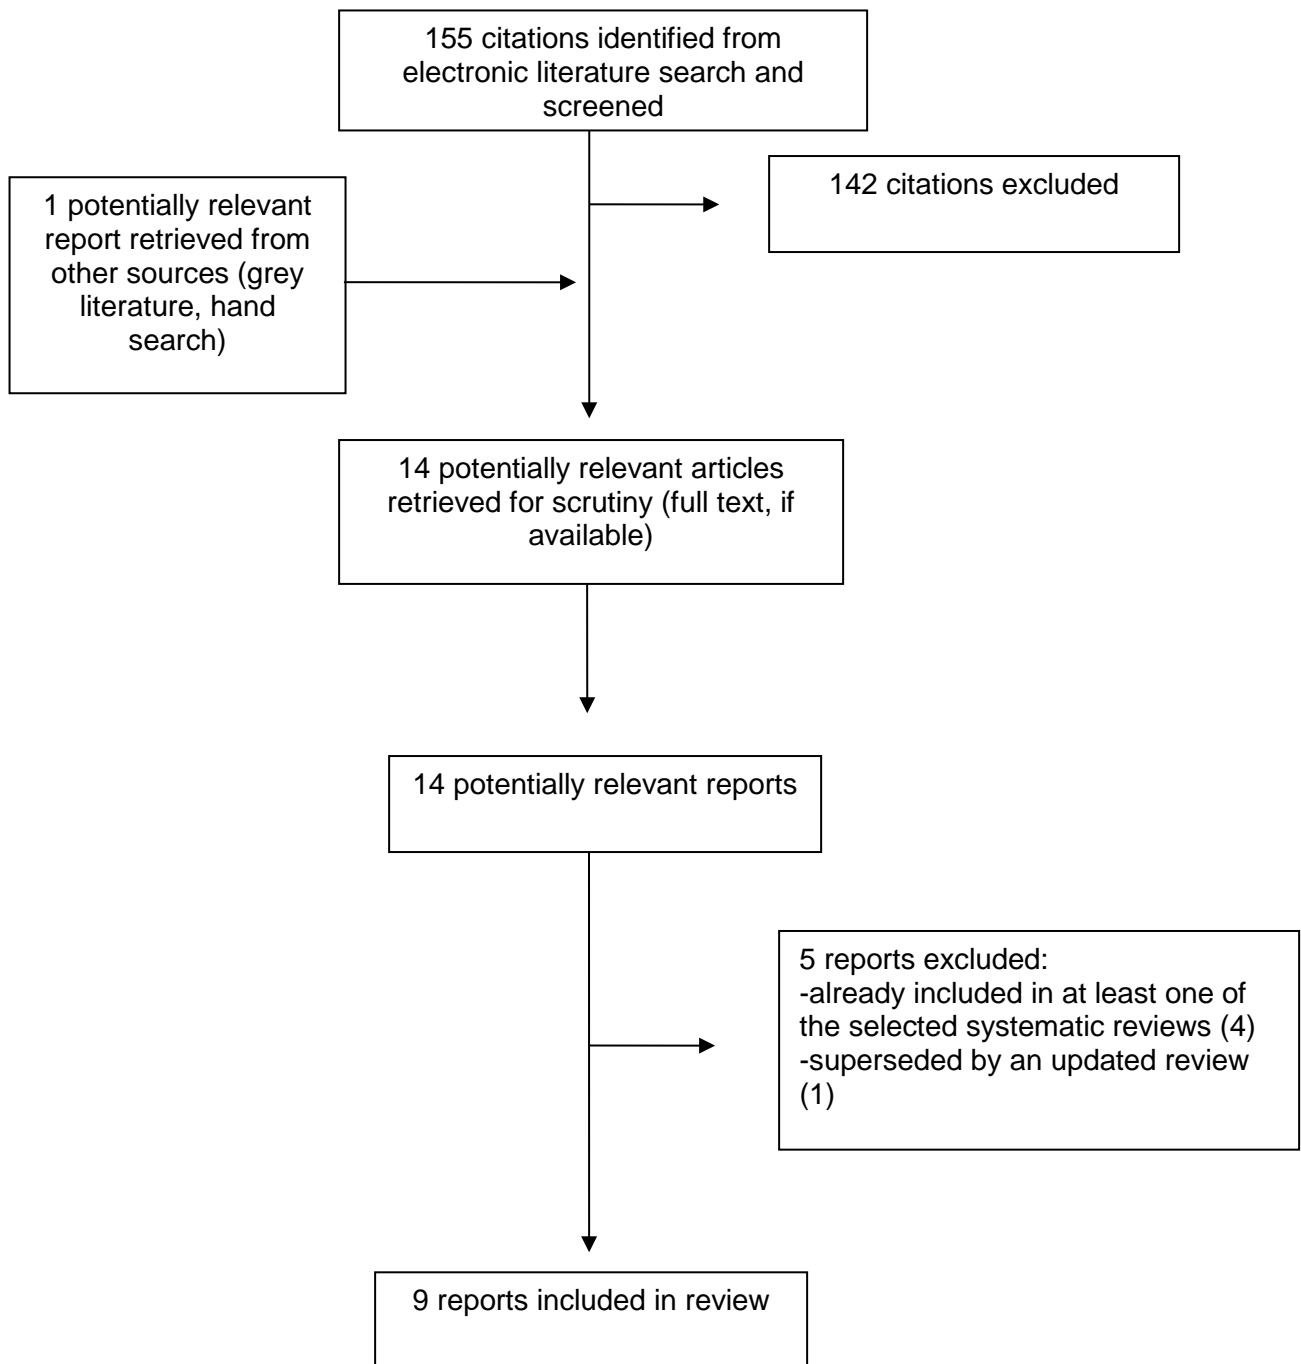 155 citations identified from
electronic literature search and
screened
142 citations excluded
1 potentially relevant
report retrieved from
other sources (grey
literature, hand
search)
14 potentially relevant articles
retrieved for scrutiny (full text, if
available)
14 potentially relevant reports
5 reports excluded:
-already included in at least one of
the selected systematic reviews (4)
-superseded by an updated review
(1)
9 reports included in review